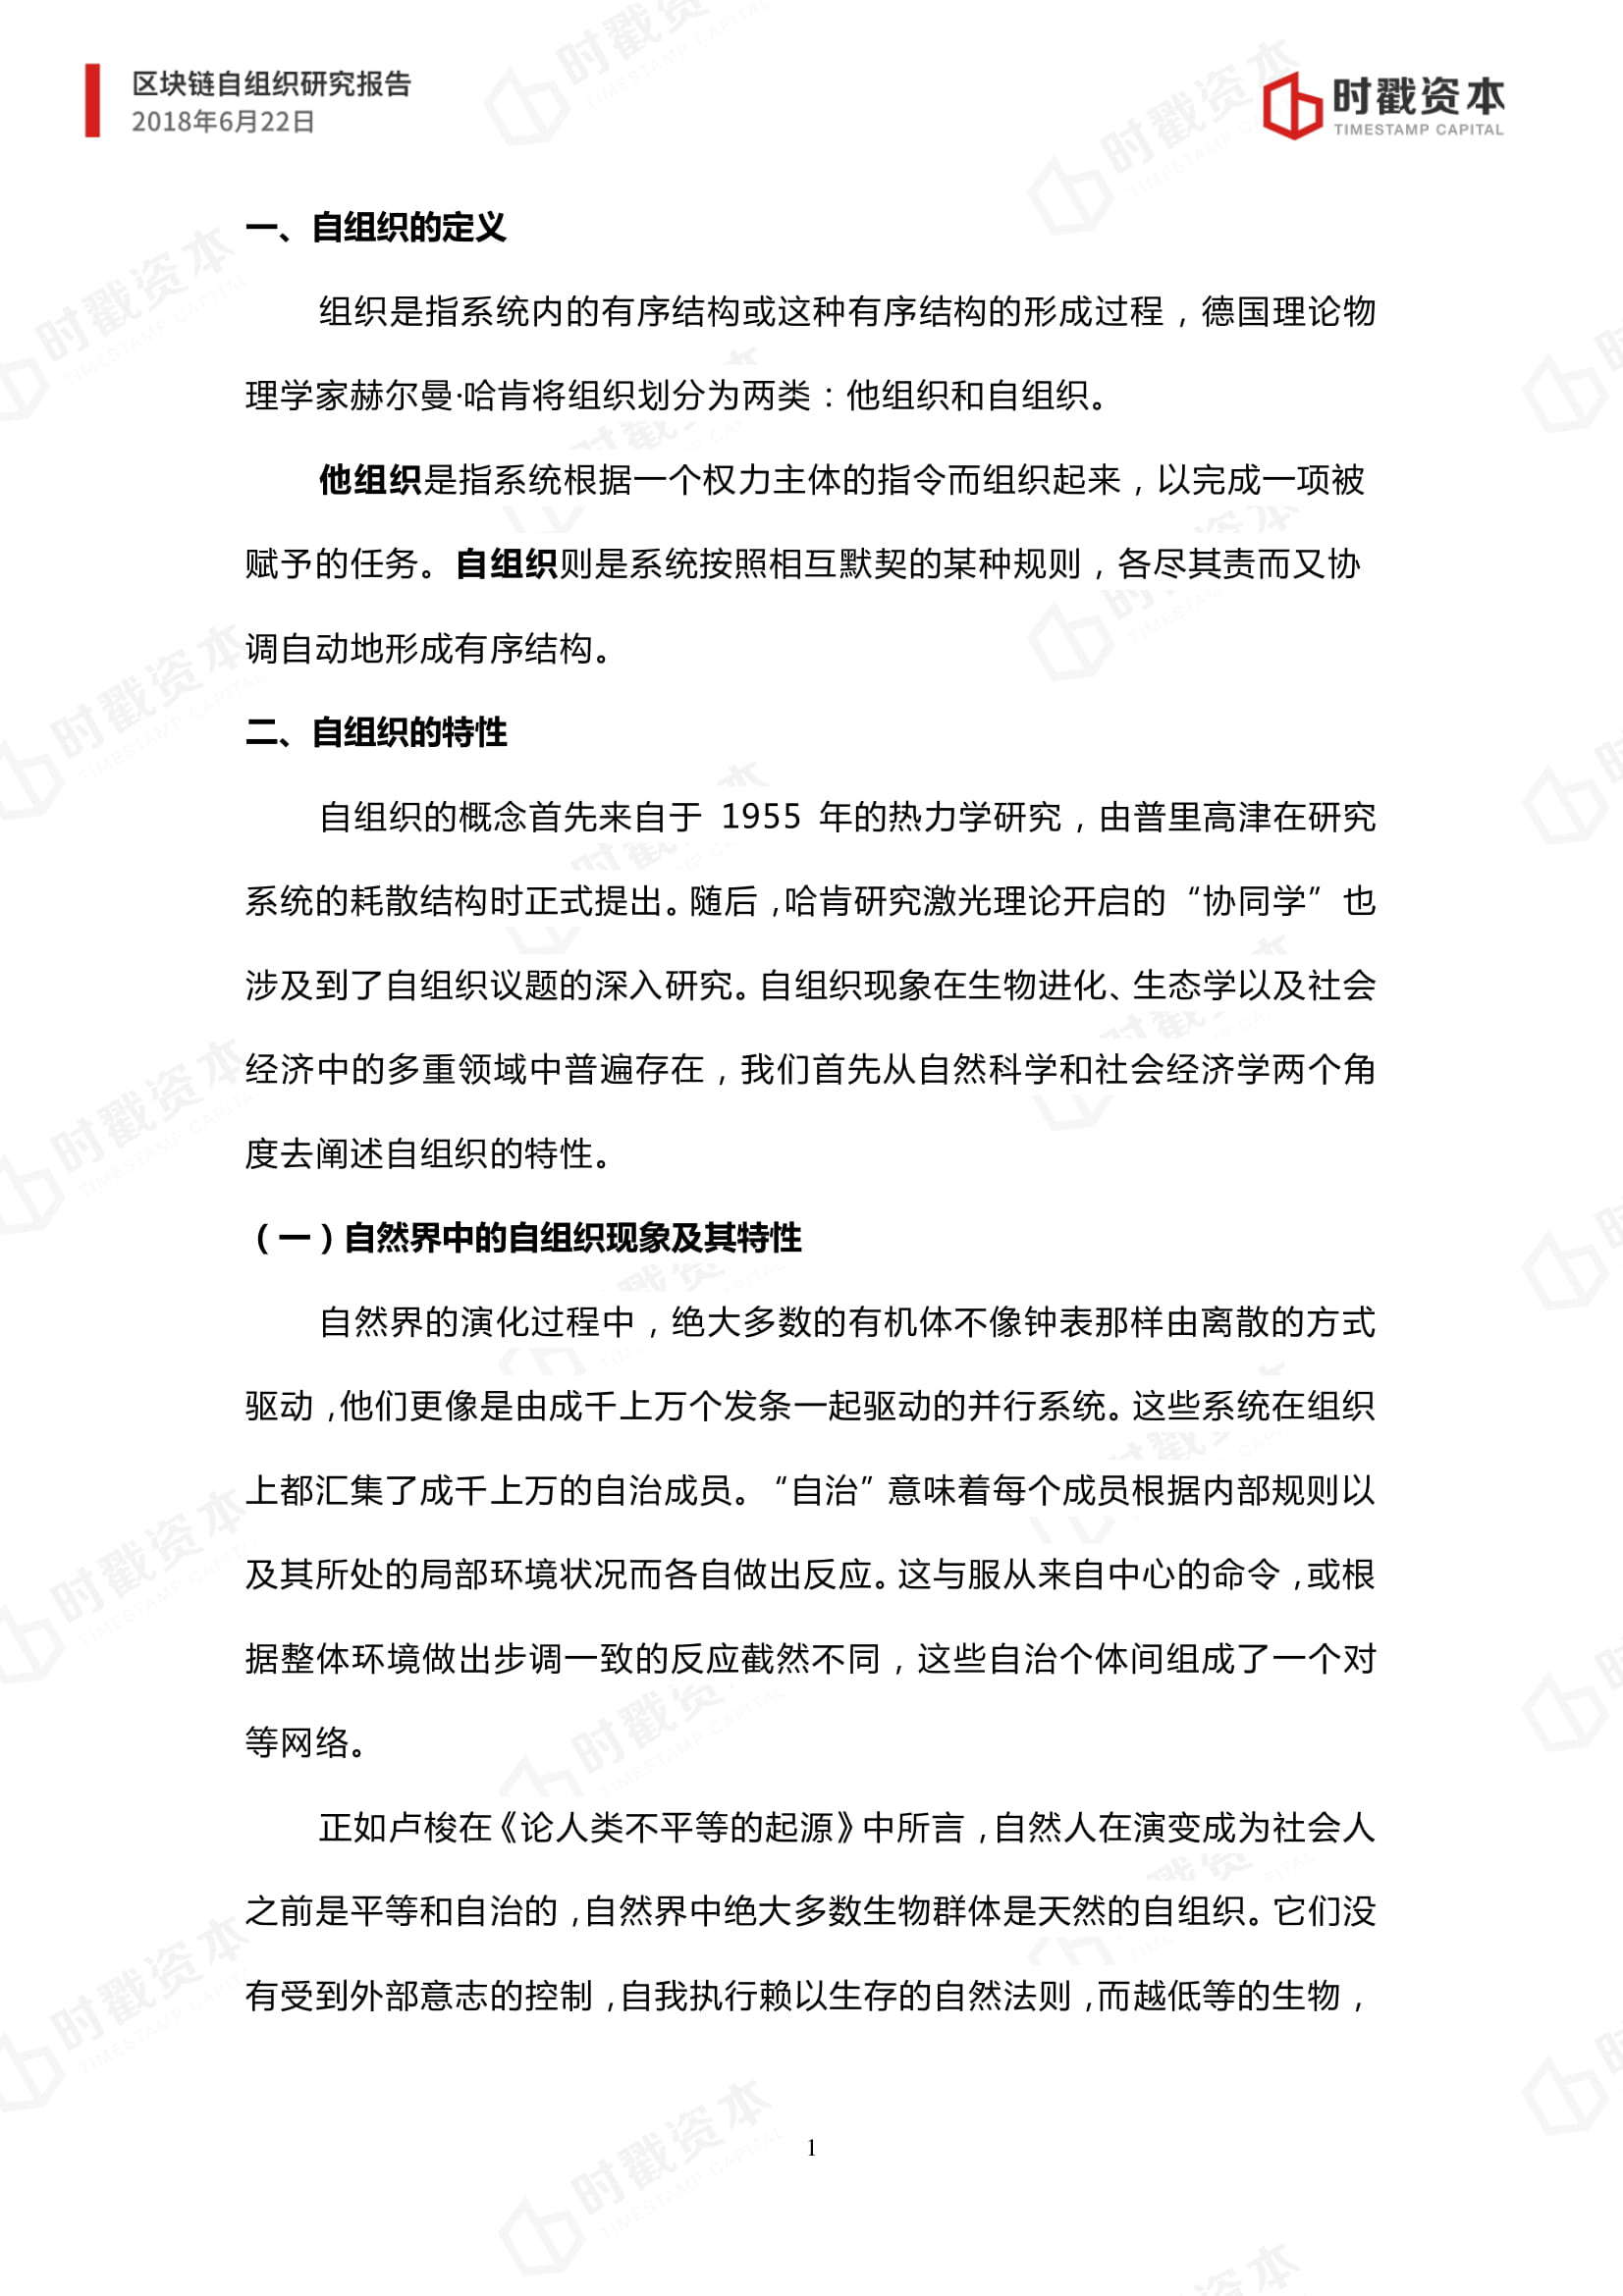 区块链自组织研究报告
2018年6月22日
时戳资本
TIMESTAMP CAPITAL
一、自组织的定义
组织是指系统内的有序结构或这种有序结构的形成过程，德国理论物
理学家赫尔曼·哈肯将组织划分为两类：他组织和自组织。
他组织是指系统根据一个权力主体的指令而组织起来，以完成一项被
赋予的任务。自组织则是系统按照相互默契的某种规则，各尽其责而又协
调自动地形成有序结构。
二、自组织的特性
自组织的概念首先来自于 1955 年的热力学研究，由普里高津在研究
系统的耗散结构时正式提出。随后，哈肯研究激光理论开启的“协同学”也
涉及到了自组织议题的深入研究。自组织现象在生物进化、生态学以及社会
经济中的多重领域中普遍存在，我们首先从自然科学和社会经济学两个角
度去阐述自组织的特性。
（一）自然界中的自组织现象及其特性
自然界的演化过程中，绝大多数的有机体不像钟表那样由离散的方式
驱动，他们更像是由成千上万个发条一起驱动的并行系统。这些系统在组织
上都汇集了成千上万的自治成员。“自治”意味着每个成员根据内部规则以
及其所处的局部环境状况而各自做出反应。这与服从来自中心的命令，或根
据整体环境做出步调一致的反应截然不同，这些自治个体间组成了一个对
等网络。
正如卢梭在《论人类不平等的起源》中所言，自然人在演变成为社会人
之前是平等和自治的，自然界中绝大多数生物群体是天然的自组织。它们没
有受到外部意志的控制，自我执行赖以生存的自然法则，而越低等的生物，
1